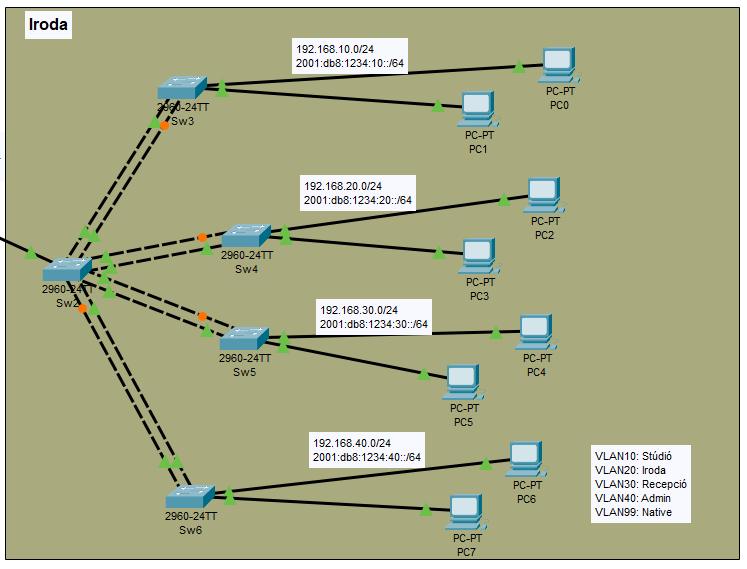 Iroda
192.168.10.0/24
2001:db8:1234:10::/64
PC-PT
PC0
2960-24TT
Sw3
PC-PT
PC1
192.168.20.0/24
2001:db8:1234:20::/64
PC-PT
PC2
2960-24TT
Sw4
PC-PT
PC3
2960-24TT
Sw2
192.168.30.0/24
2001:db8:1234:30::/64
PC-PT
PC4
2960-24TT
Sw5
PC-PT
PC5
192.168.40.0/24
2001:db8:1234:40::/64
PC-PT
PC6
2960-24TT
Sw6
PC-PT
PC7
VLAN10: Stúdió
VLAN20: Iroda
VLAN30: Recepció
VLAN40: Admin
VLAN99: Native